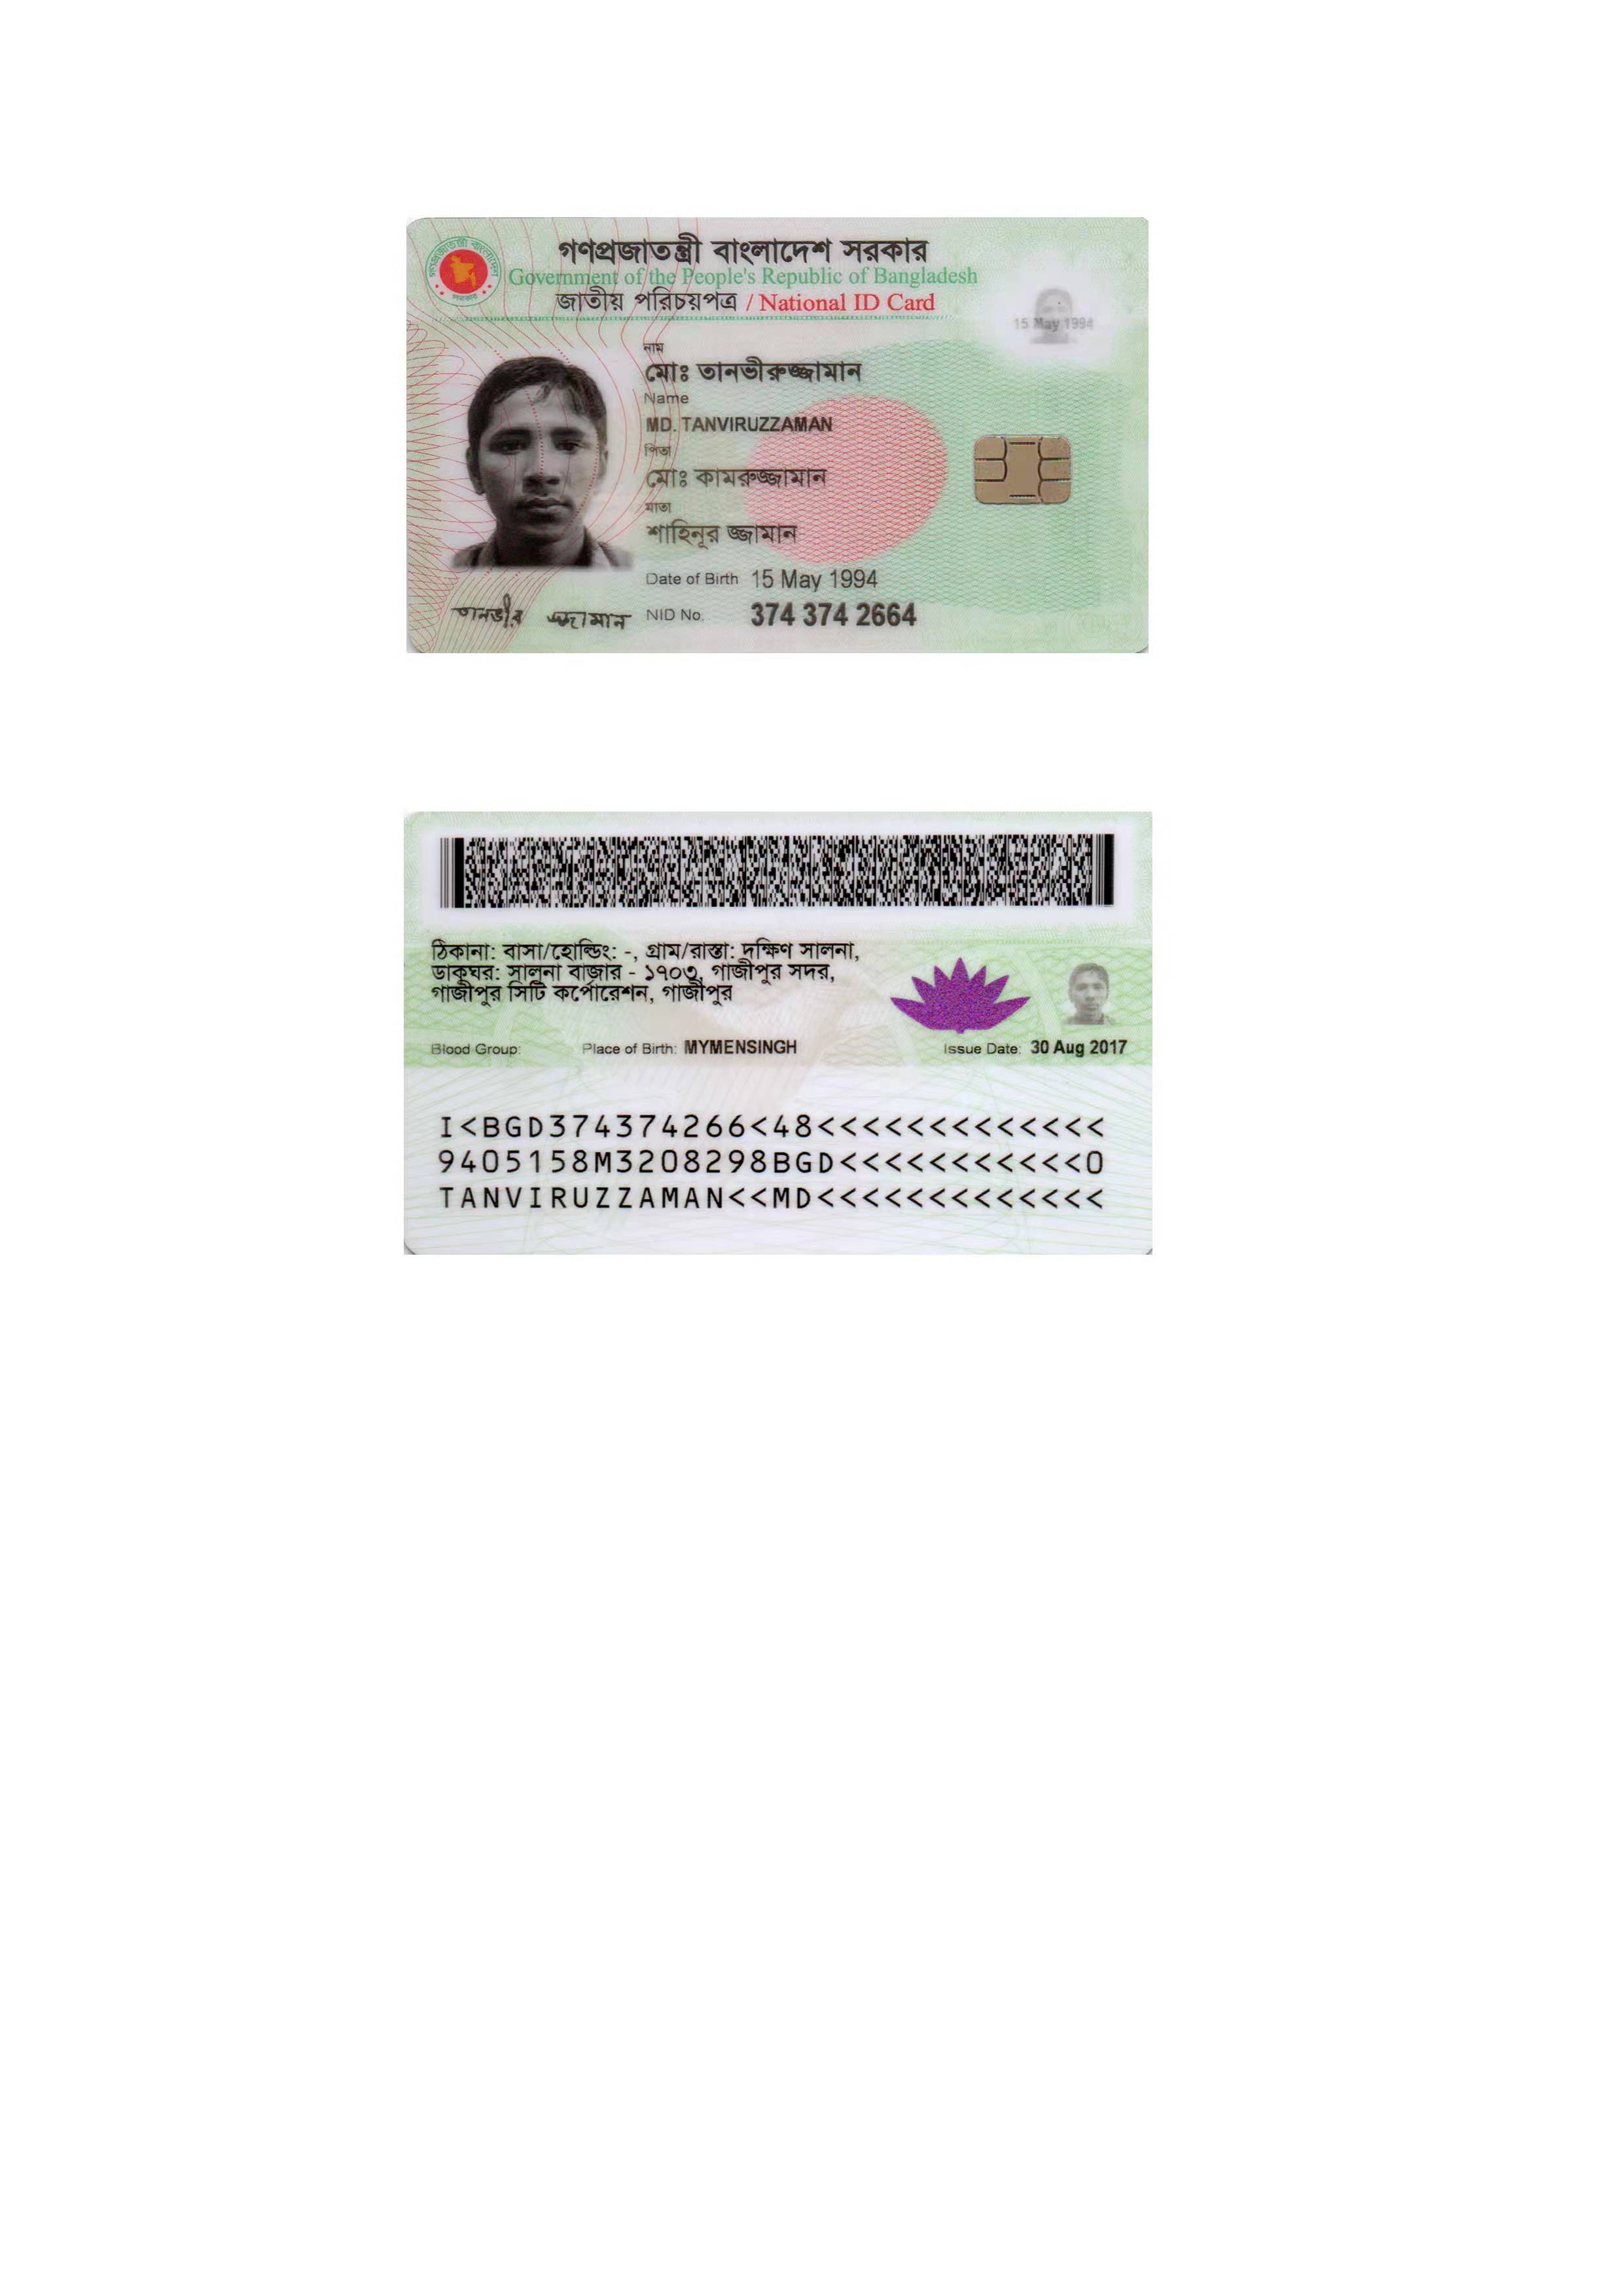 গণপ্রজাতন্ত্রী বাংলাদেশ সরকার
Government of the People's Republic of Bangladesh
জাতীয় পরিচয়পত্র / National ID Card
15 May 1994
নাম
মোঃ তানভীরুজ্জামান
Name
MD. TANVIRUZZAMAN
পিতা
মোঃ কামরুজ্জামান
মাতা
শাহিনূর জ্জামান
Date of Birth 15 May 1994
তানভীর জ্জামান NID No. 374 374 2664
ঠিকানা: বাসা/হোল্ডিং: -, গ্রাম/রাস্তা: দক্ষিণ সালনা,
ডাকঘর: সালনা বাজার - ১৭০৩, গাজীপুর সদর,
গাজীপুর সিটি কর্পোরেশন, গাজীপুর
Blood Group: Place of Birth: MYMENSINGH Issue Date: 30 Aug 2017
I<BGD374374266<48<<<<<<<<<<<<<
9405158M3208298BGD<<<<<<<<<<<0
TANVIRUZZAMAN<<MD<<<<<<<<<<<<<